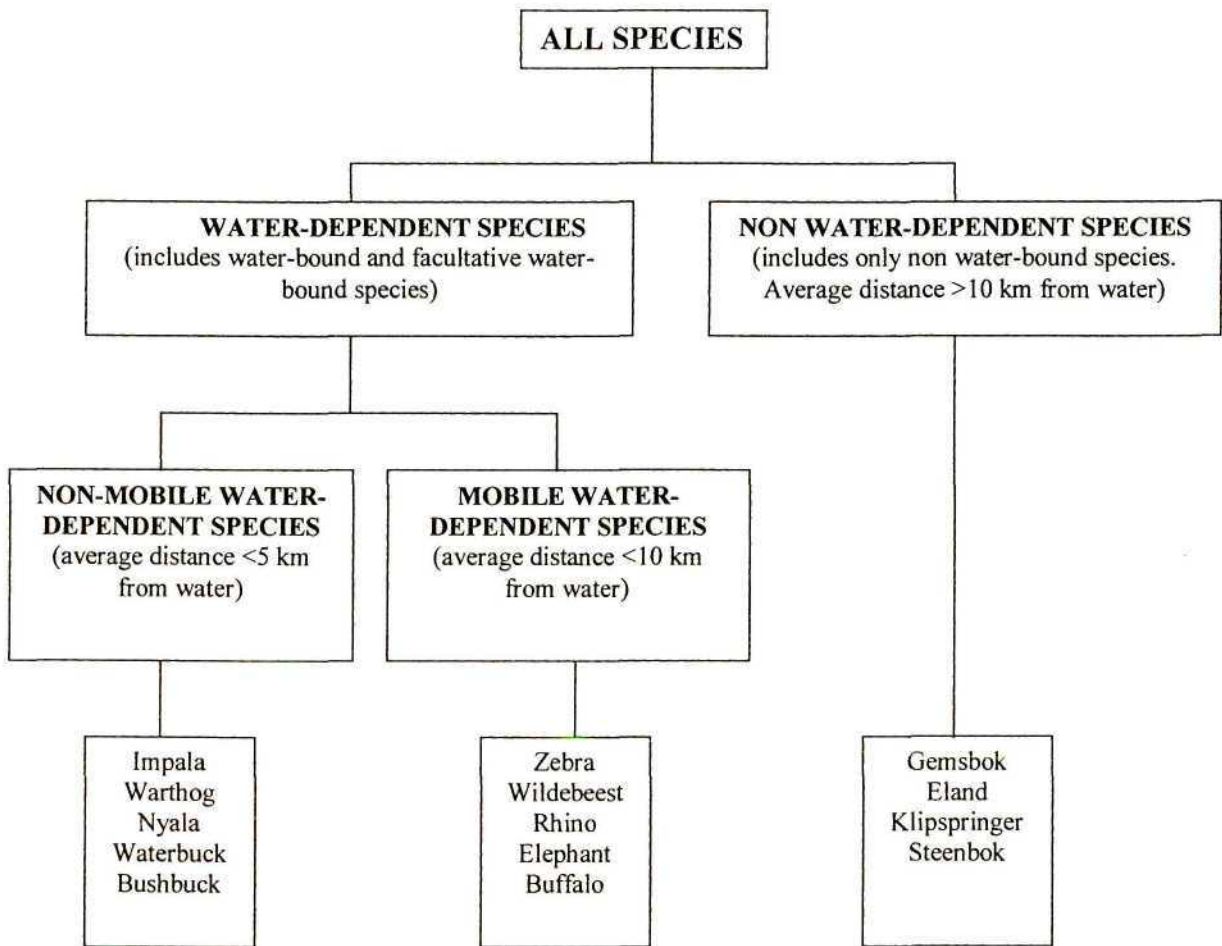 ALL SPECIES
WATER-DEPENDENT SPECIES
(includes water-bound and facultative water-
bound species)
NON WATER-DEPENDENT SPECIES
(includes only non water-bound species.
Average distance >10 km from water)
NON-MOBILE WATER-
DEPENDENT SPECIES
(average distance <5 km
from water)
MOBILE WATER-
DEPENDENT SPECIES
(average distance <10 km
from water)
Impala
Warthog
Nyala
Waterbuck
Bushbuck
Zebra
Wildebeest
Rhino
Elephant
Buffalo
Gemsbok
Eland
Klipspringer
Steenbok